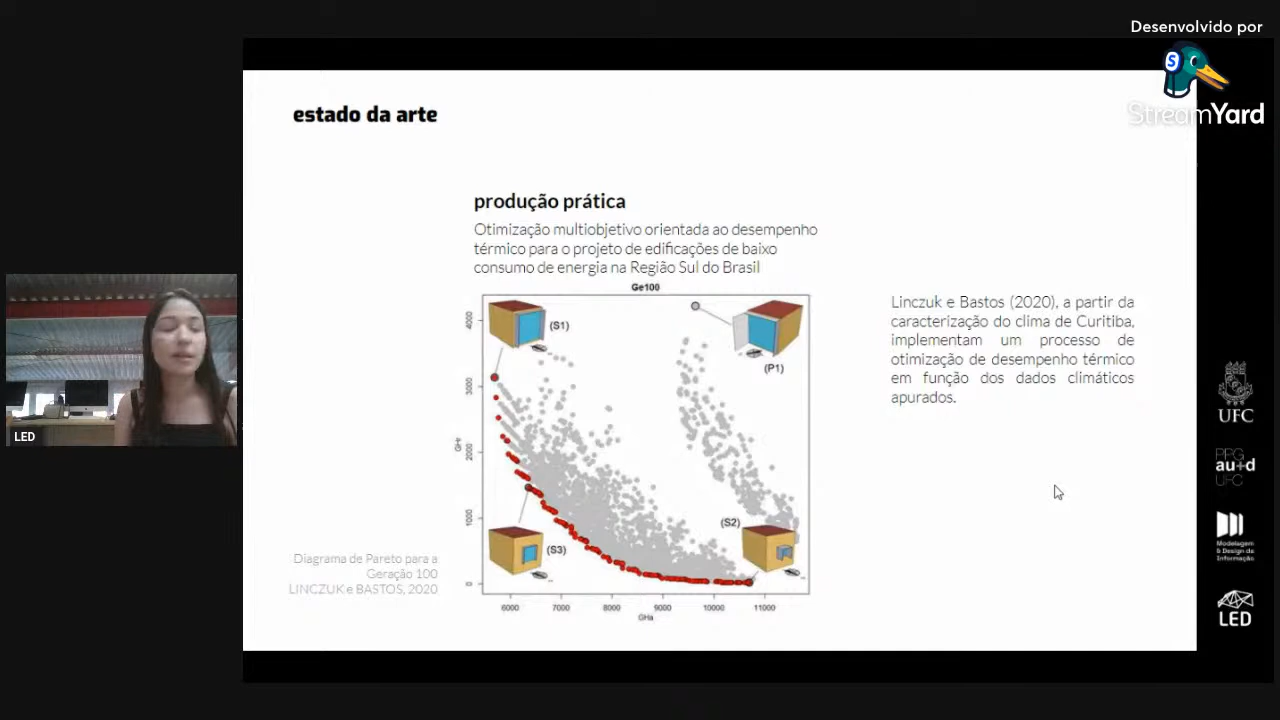 Desenvolvido por
StreamYard
estado da arte
produção prática
Otimização multiobjetivo orientada ao desempenho
térmico para o projeto de edificações de baixo
consumo de energia na Região Sul do Brasil
Ge100
4000
3000
2000
1000
0
GHr
(S1)
(P1)
(S3)
(S2)
6000 7000 8000 9000 10000 11000
GHa
Linczuk e Bastos (2020), a partir da
caracterização do clima de Curitiba,
implementam um processo de
otimização de desempenho térmico
em função dos dados climáticos
apurados.
Diagrama de Pareto para a
Geração 100
LINCZUK e BASTOS, 2020
LED
UFC
PPG
au+d
UFC
Modelagem
& Design da
Informação
LED